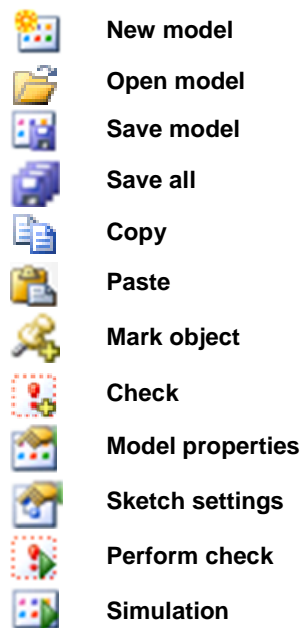 New model
Open model
Save model
Save all
Copy
Paste
Mark object
Check
Model properties
Sketch settings
Perform check
Simulation